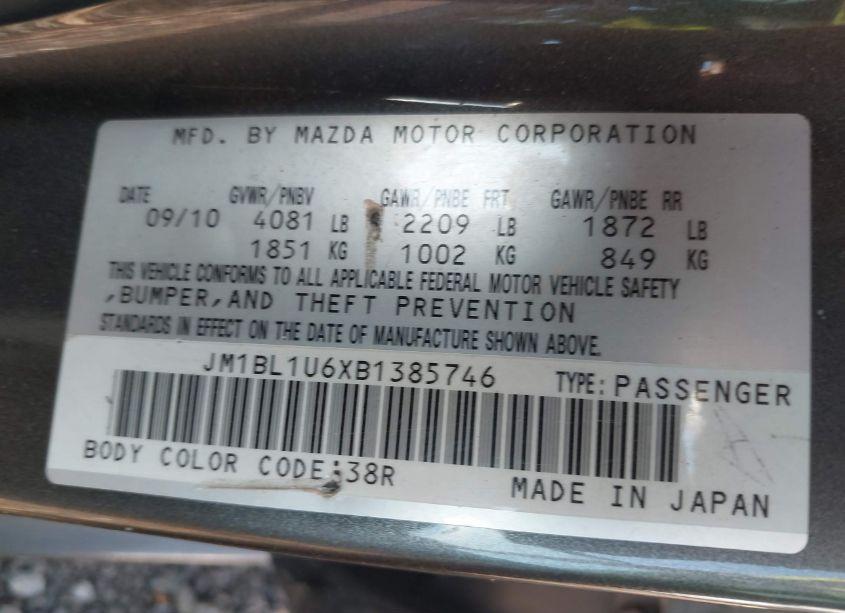 MFD. BY MAZDA MOTOR CORPORATION
DATE GVWR/PNBV GAWR/PNBE FRT GAWR/PNBE RR
09/10 4081 LB 2209 LB 1872 LB
1851 KG 1002 KG 849 KG
THIS VEHICLE CONFORMS TO ALL APPLICABLE FEDERAL MOTOR VEHICLE SAFETY
,BUMPER,AND THEFT PREVENTION
STANDARDS IN EFFECT ON THE DATE OF MANUFACTURE SHOWN ABOVE.
JM1BL1U6XB1385746 TYPE: PASSENGER
BODY COLOR CODE:38R MADE IN JAPAN